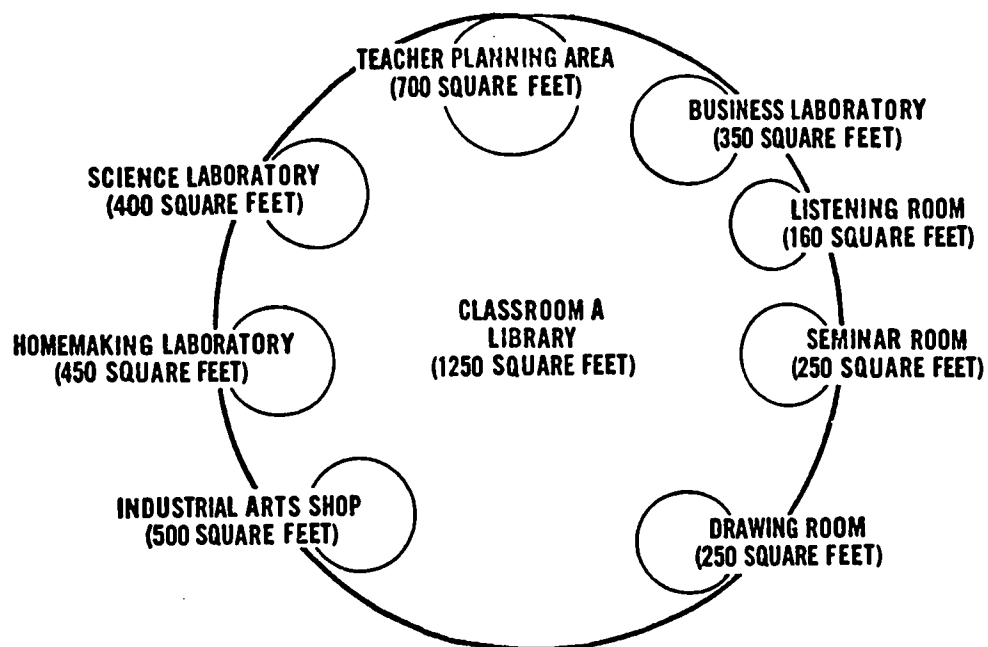 TEACHER PLANNING AREA
(700 SQUARE FEET)
BUSINESS LABORATORY
(350 SQUARE FEET)
SCIENCE LABORATORY
(400 SQUARE FEET)
LISTENING ROOM
(160 SQUARE FEET)
CLASSROOM A
LIBRARY
(1250 SQUARE FEET)
HOMEMAKING LABORATORY
(450 SQUARE FEET)
SEMINAR ROOM
(250 SQUARE FEET)
INDUSTRIAL ARTS SHOP
(500 SQUARE FEET)
DRAWING ROOM
(250 SQUARE FEET)